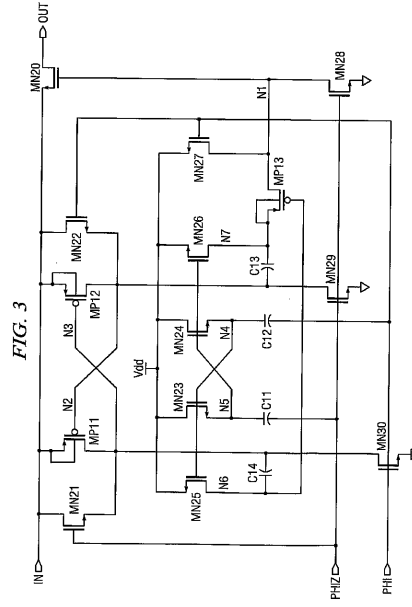 FIG. 3
IN
OUT
MN20
MN21
MN22
N2
N3
MP11
MP12
Vdd
MN23
MN24
MN25
MN26
MN27
N1
N4
N5
N6
N7
C11
C12
C13
C14
MP13
MN28
MN29
MN30
PHIZ
PHI